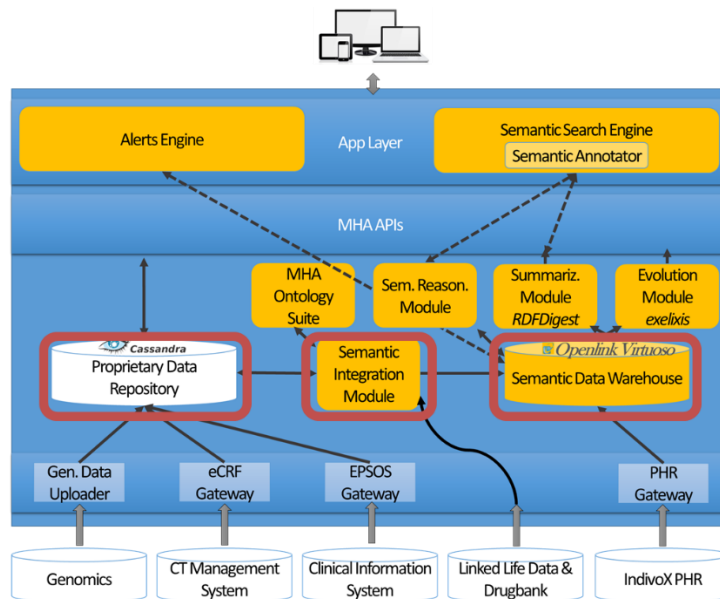 Alerts Engine
App Layer
Semantic Search Engine
Semantic Annotator
MHA APIs
MHA
Ontology
Suite
Sem. Reason.
Module
Summariz.
Module
RDFDigest
Evolution
Module
exelixis
Cassandra
Proprietary Data
Repository
Semantic
Integration
Module
Openlink Virtuoso
Semantic Data Warehouse
Gen. Data
Uploader
eCRF
Gateway
EPSOS
Gateway
PHR
Gateway
Genomics
CT Management
System
Clinical Information
System
Linked Life Data &
Drugbank
IndivoX PHR